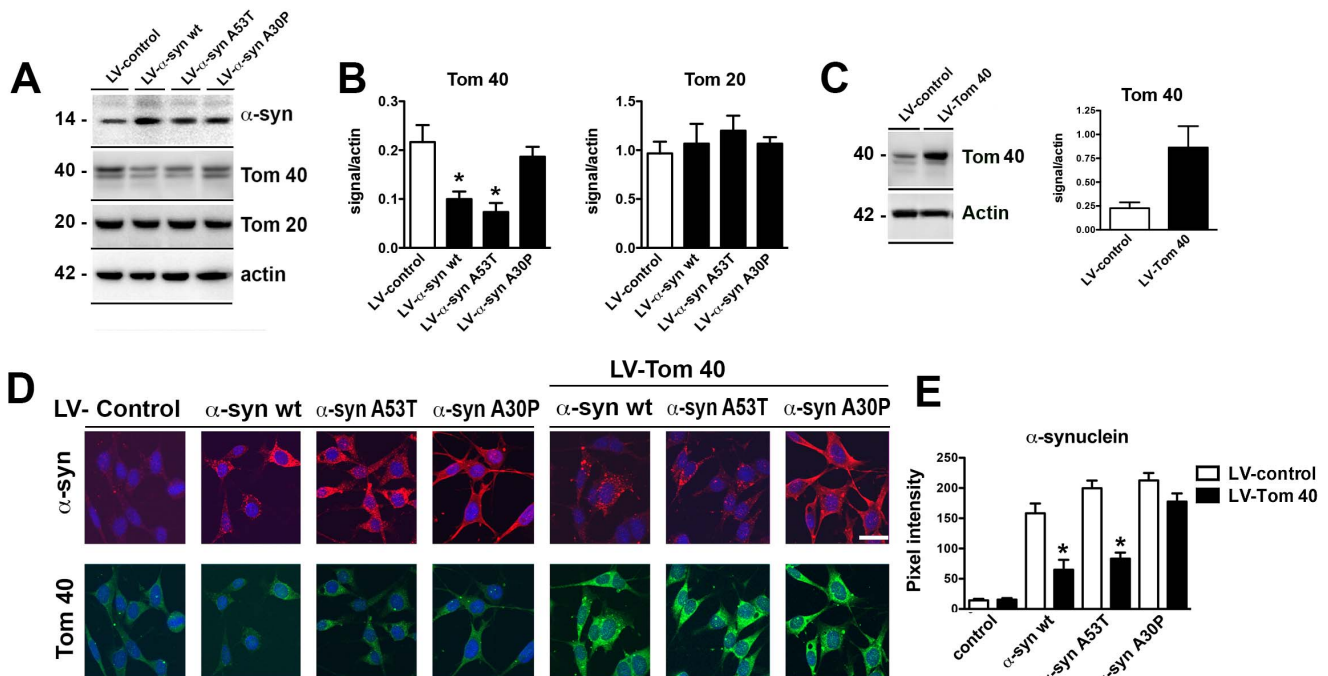 A
LV-control
LV-α-syn wt
LV-α-syn A53T
LV-α-syn A30P
14 -
α-syn
40 -
Tom 40
20 -
Tom 20
42 -
actin
B
Tom 40
signal/actin
0.3
0.2
0.1
0.0
*
*
LV-control
LV-α-syn wt
LV-α-syn A53T
LV-α-syn A30P
Tom 20
signal/actin
1.5
1.0
0.5
0.0
LV-control
LV-α-syn wt
LV-α-syn A53T
LV-α-syn A30P
C
LV-control
LV-Tom 40
40 -
Tom 40
42 -
Actin
Tom 40
signal/actin
1.25
1.00
0.75
0.50
0.25
0.00
LV-control
LV-Tom 40
D
LV-Tom 40
LV- Control
α-syn wt
α-syn A53T
α-syn A30P
α-syn wt
α-syn A53T
α-syn A30P
α-syn
Tom 40
E
α-synuclein
Pixel intensity
250
200
150
100
50
0
*
*
LV-control
LV-Tom 40
control
α-syn wt
α-syn A53T
α-syn A30P